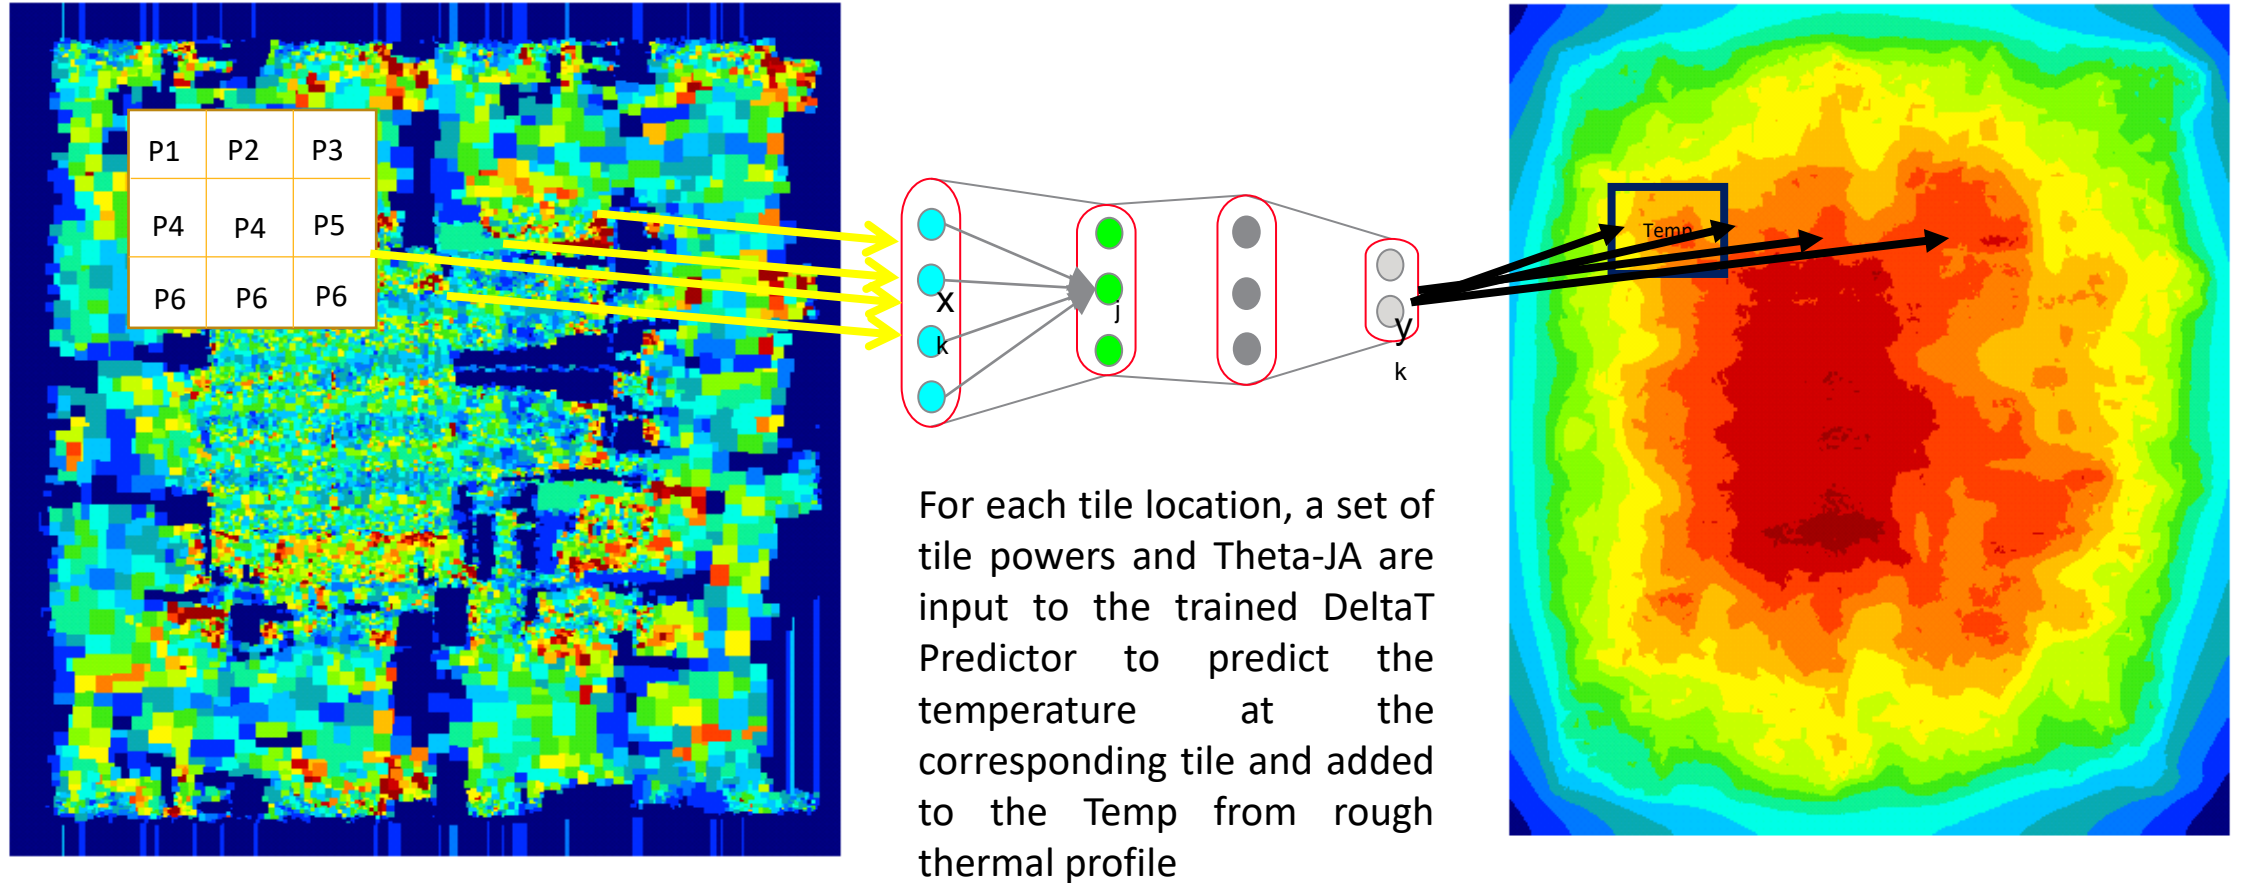 P1 P2 P3
P4 P4 P5
P6 P6 P6
x
k
j
y
k
Temp
For each tile location, a set of
tile powers and Theta-JA are
input to the trained DeltaT
Predictor to predict the
temperature at the
corresponding tile and added
to the Temp from rough
thermal profile